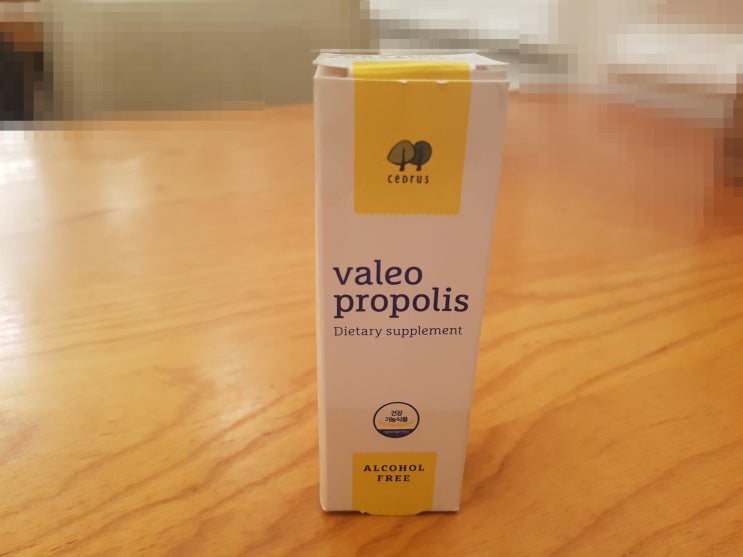 cedrus
valeo
propolis
Dietary supplement
건강
기능식품
ALCOHOL
FREE